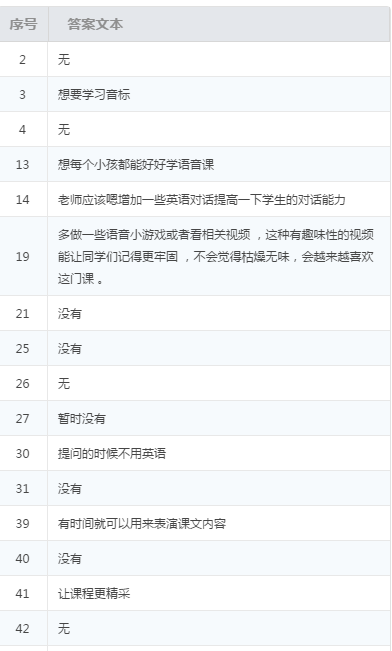 序号 答案文本
2 无
3 想要学习音标
4 无
13 想每个小孩都能好好学语音课
14 老师应该嗯增加一些英语对话提高一下学生的对话能力
19 多做一些语音小游戏或者看相关视频 ，这种有趣味性的视频
能让同学们记得更牢固 ，不会觉得枯燥无味，会越来越喜欢
这门课 。
21 没有
25 没有
26 无
27 暂时没有
30 提问的时候不用英语
31 没有
39 有时间就可以用来表演课文内容
40 没有
41 让课程更精采
42 无